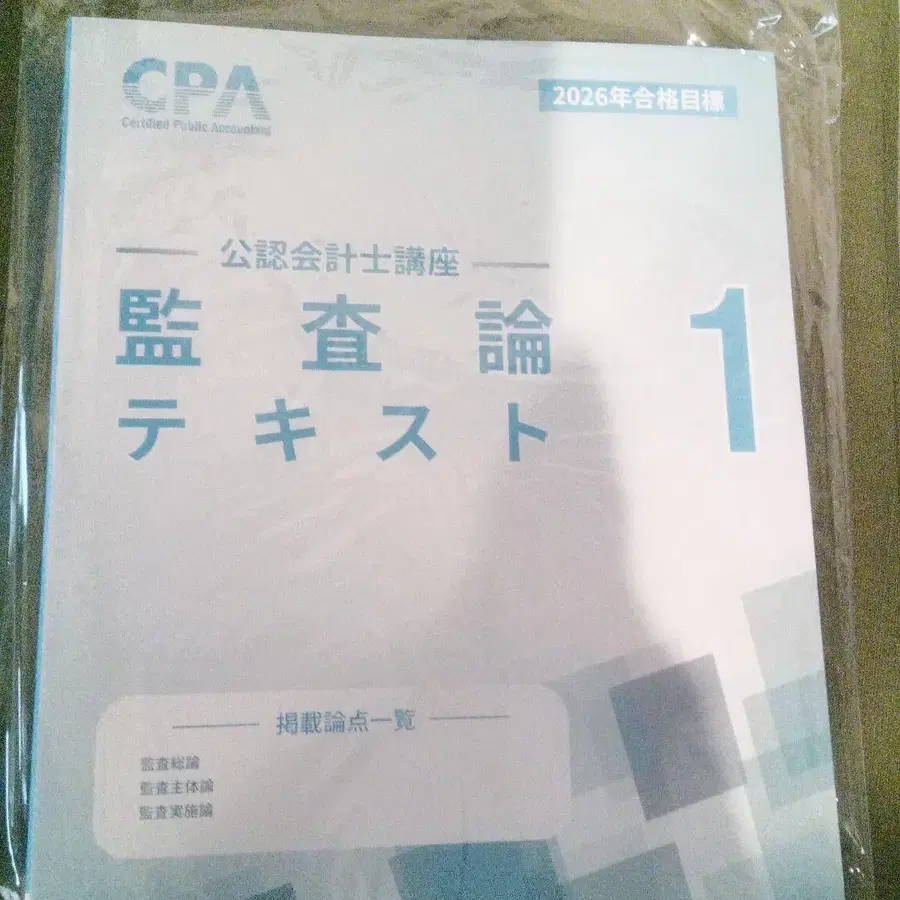 CPA
Certified Public Accounting
2026年合格目標
公認会計士講座
監査論
テキスト
1
掲載論点一覧
監査総論
監査主体論
監査実施論